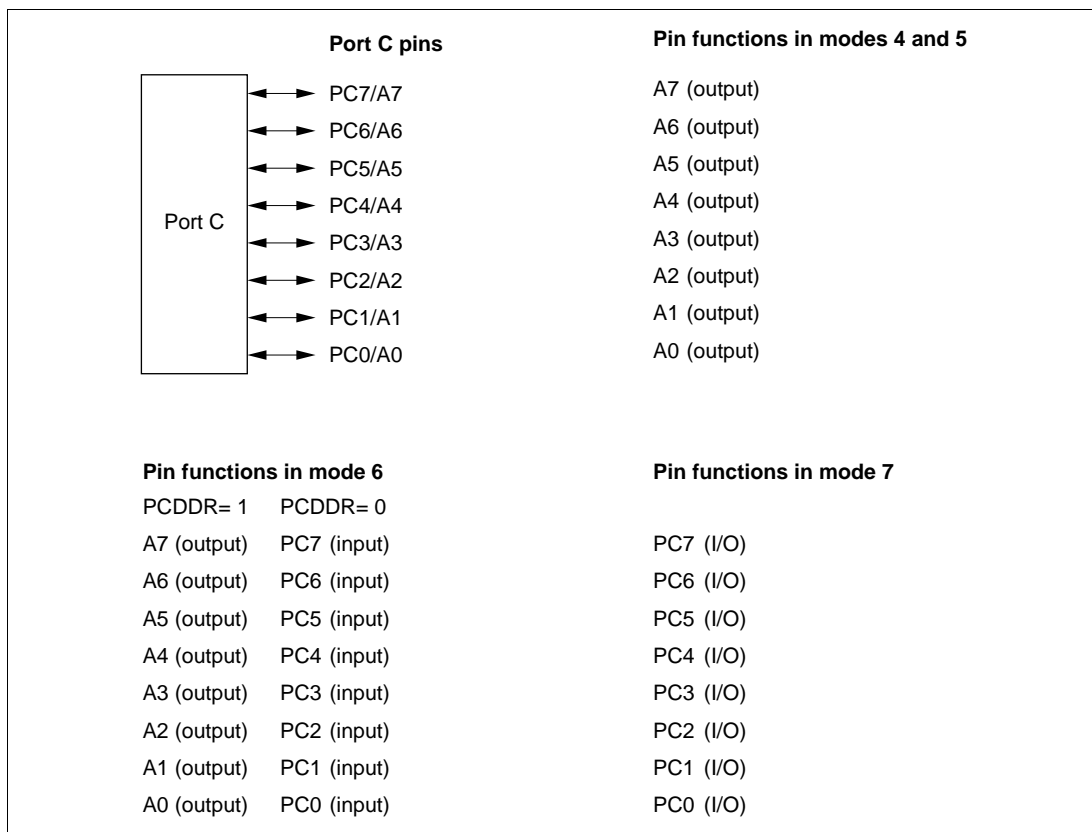 Port C pins
Port C
PC7/A7
PC6/A6
PC5/A5
PC4/A4
PC3/A3
PC2/A2
PC1/A1
PC0/A0
Pin functions in modes 4 and 5
A7 (output)
A6 (output)
A5 (output)
A4 (output)
A3 (output)
A2 (output)
A1 (output)
A0 (output)
Pin functions in mode 6
PCDDR= 1 PCDDR= 0
A7 (output) PC7 (input)
A6 (output) PC6 (input)
A5 (output) PC5 (input)
A4 (output) PC4 (input)
A3 (output) PC3 (input)
A2 (output) PC2 (input)
A1 (output) PC1 (input)
A0 (output) PC0 (input)
Pin functions in mode 7
PC7 (I/O)
PC6 (I/O)
PC5 (I/O)
PC4 (I/O)
PC3 (I/O)
PC2 (I/O)
PC1 (I/O)
PC0 (I/O)